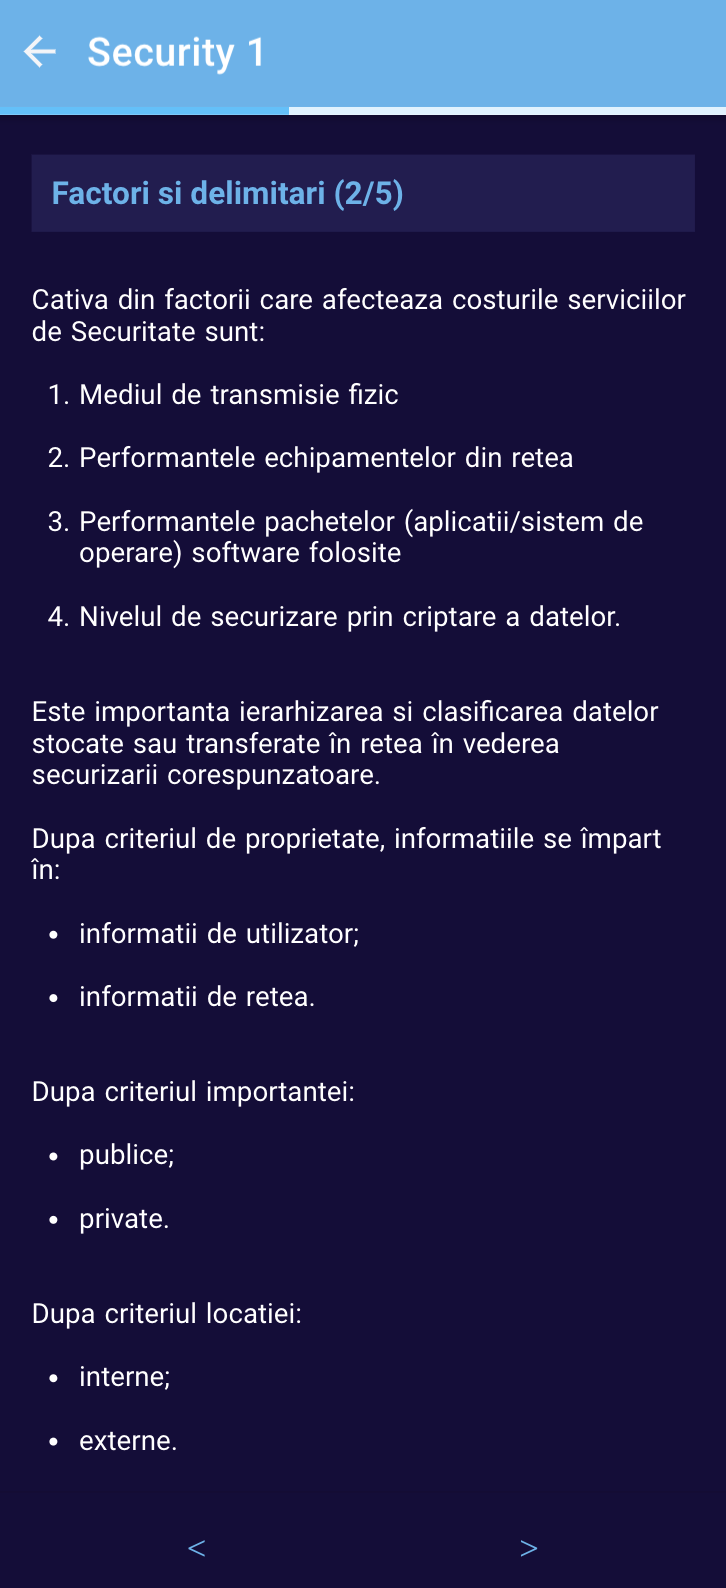 Security 1
Factori si delimitari (2/5)
Cativa din factorii care afecteaza costurile serviciilor
de Securitate sunt:
1. Mediul de transmisie fizic
2. Performantele echipamentelor din retea
3. Performantele pachetelor (aplicatii/sistem de
operare) software folosite
4. Nivelul de securizare prin criptare a datelor.
Este importanta ierarhizarea si clasificarea datelor
stocate sau transferate în retea în vederea
securizarii corespunzatoare.
Dupa criteriul de proprietate, informatiile se împart
în:
• informatii de utilizator;
• informatii de retea.
Dupa criteriul importantei:
• publice;
• private.
Dupa criteriul locatiei:
• interne;
• externe.
< >